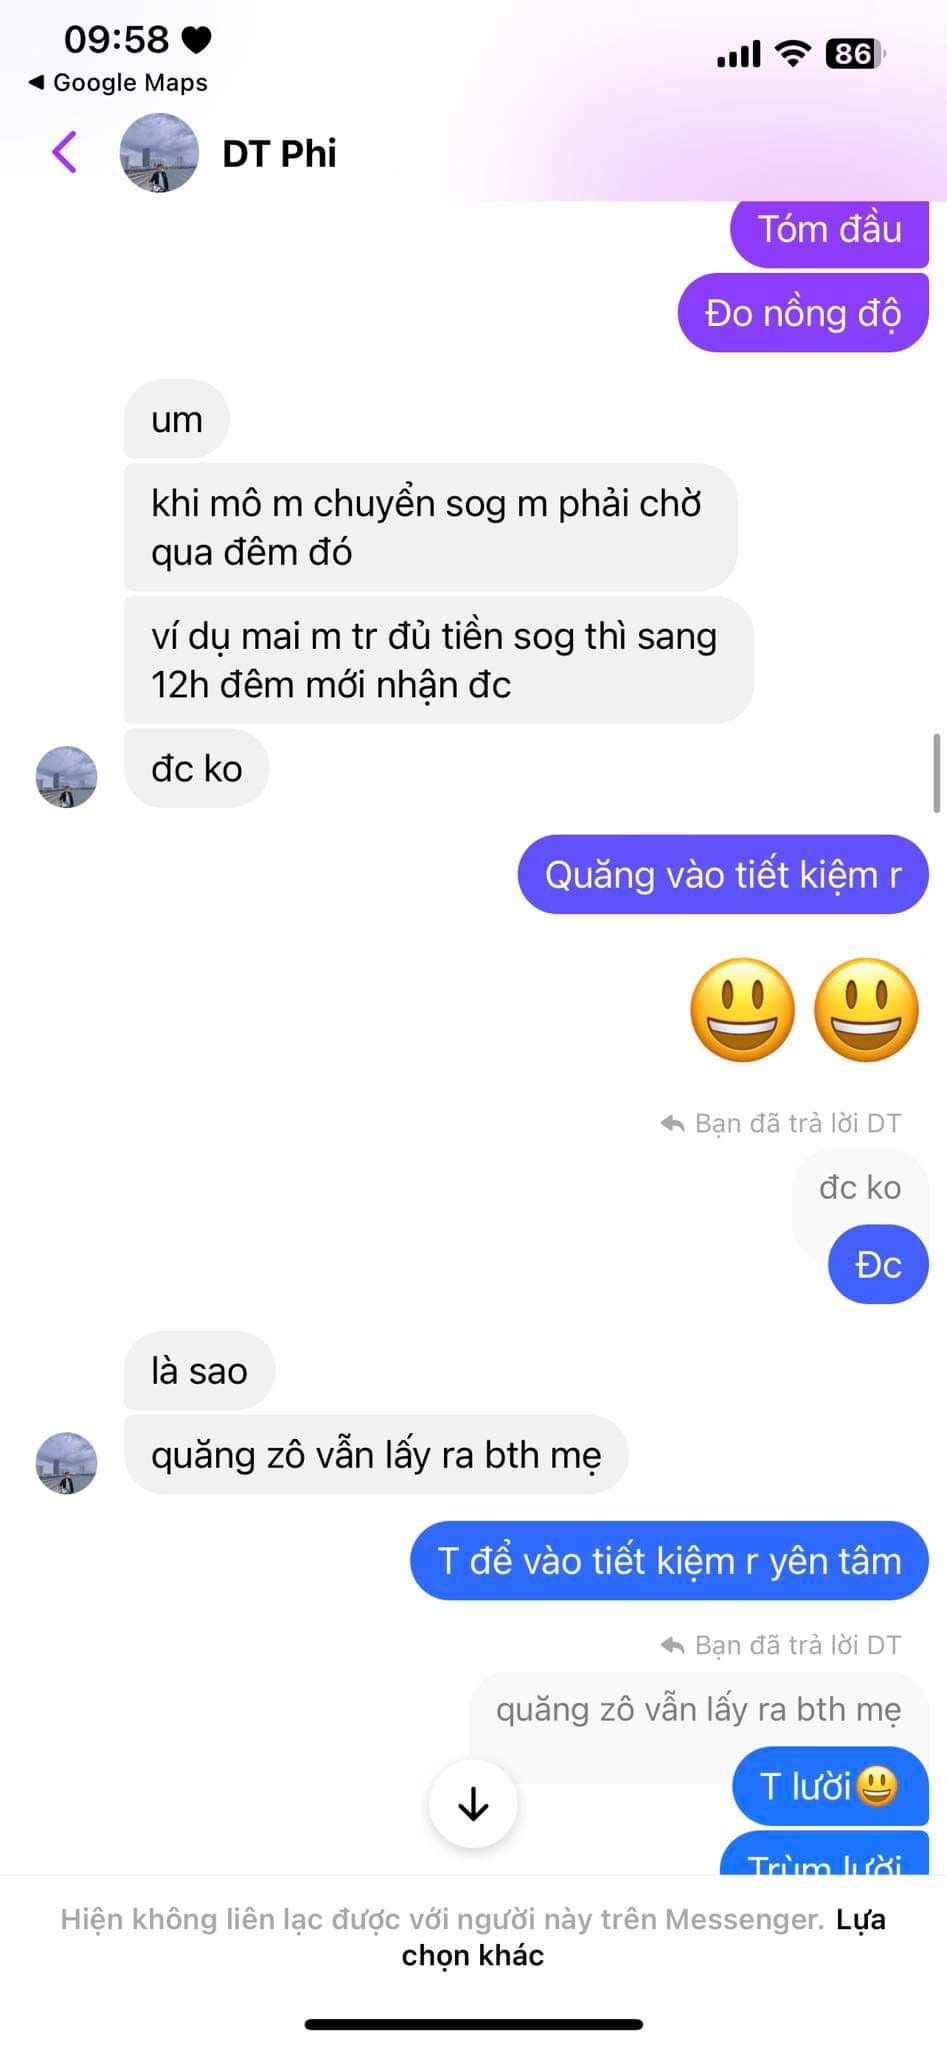 09:58
86
Google Maps
DT Phi
Tóm đầu
Đo nồng độ
um
khi mô m chuyển sog m phải chờ
qua đêm đó
ví dụ mai m tr đủ tiền sog thì sang
12h đêm mới nhận đc
đc ko
Quăng vào tiết kiệm r
Bạn đã trả lời DT
đc ko
Đc
là sao
quăng zô vẫn lấy ra bth mẹ
T để vào tiết kiệm r yên tâm
Bạn đã trả lời DT
quăng zô vẫn lấy ra bth mẹ
T lười😃
Trùm lười
Hiện không liên lạc được với người này trên Messenger. Lựa
chọn khác